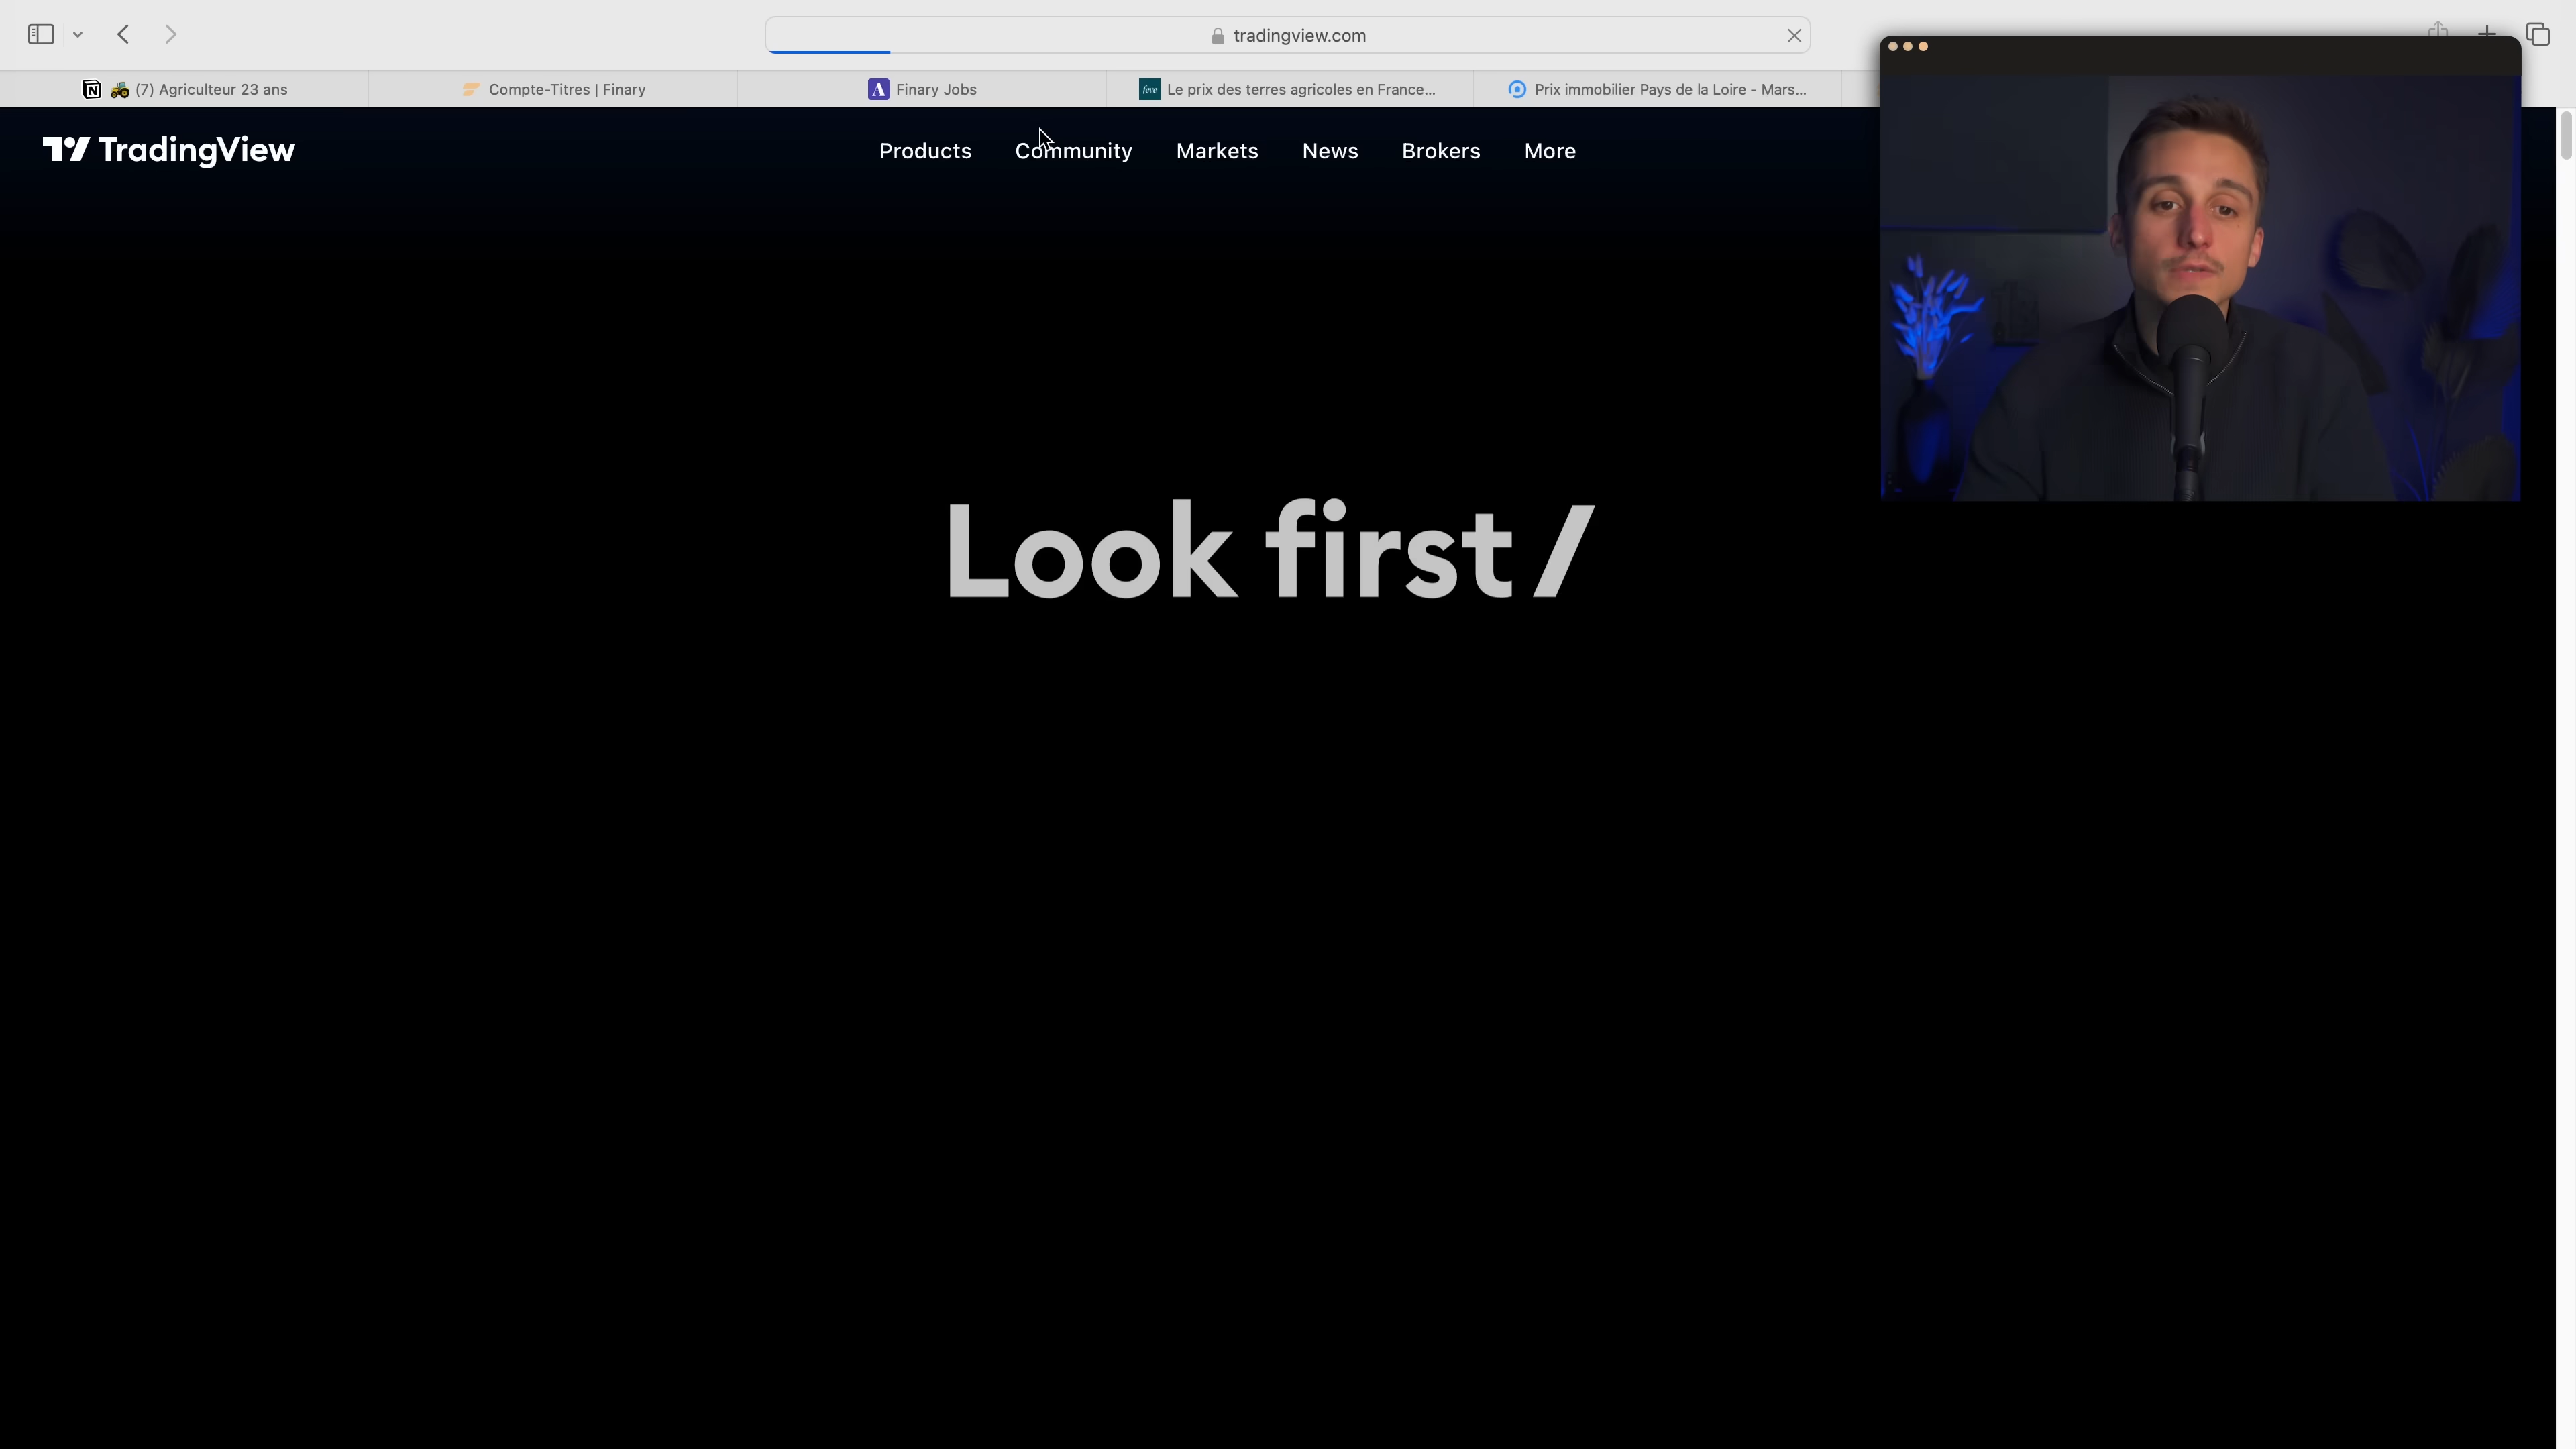 tradingview.com
(7) Agriculteur 23 ans
Compte-Titres | Finary
Finary Jobs
Le prix des terres agricoles en France...
Prix immobilier Pays de la Loire - Mars...
TradingView
Products
Community
Markets
News
Brokers
More
Look first /